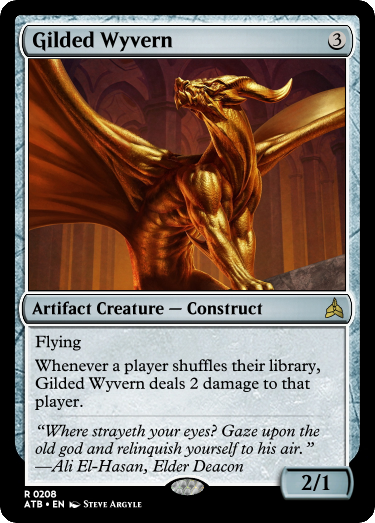 Gilded Wyvern 3
Artifact Creature — Construct
Flying
Whenever a player shuffles their library,
Gilded Wyvern deals 2 damage to that
player.
“Where strayeth your eyes? Gaze upon the
old god and relinquish yourself to his air.”
—Ali El-Hasan, Elder Deacon
2/1
R 0208
ATB • EN Steve Argyle